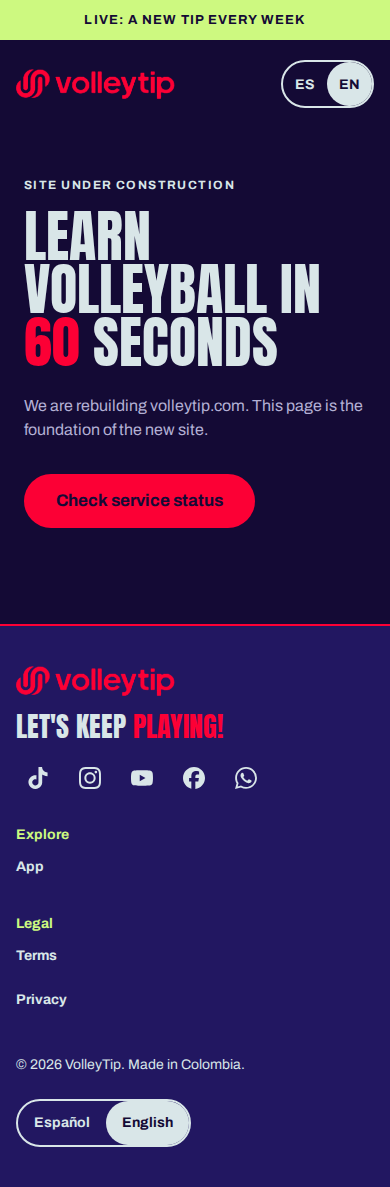 LIVE: A NEW TIP EVERY WEEK
volleytip
ES EN
SITE UNDER CONSTRUCTION
LEARN
VOLLEYBALL IN
60 SECONDS
We are rebuilding volleytip.com. This page is the
foundation of the new site.
Check service status
volleytip
LET'S KEEP PLAYING!
Explore
App
Legal
Terms
Privacy
© 2026 VolleyTip. Made in Colombia.
Español English